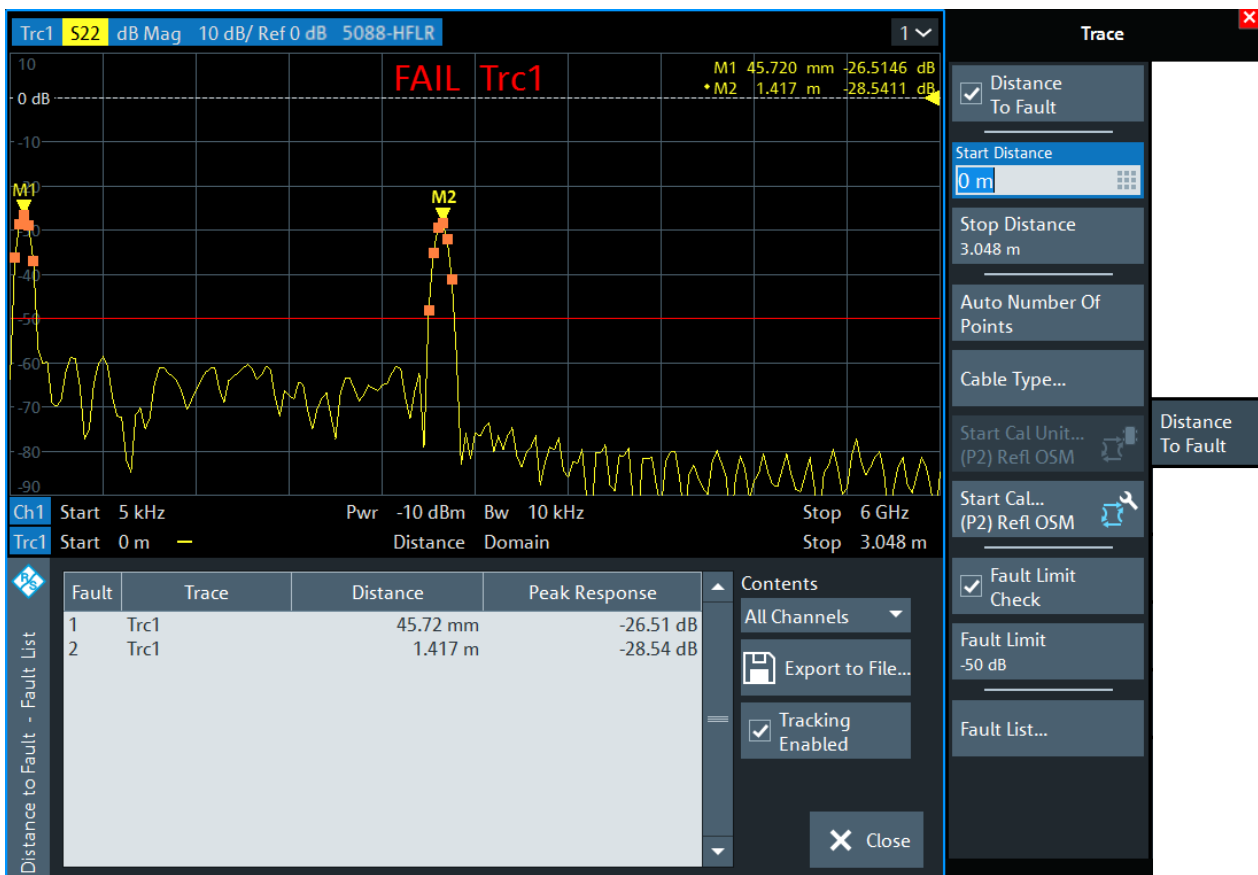 Trc1 S22 dB Mag 10 dB/ Ref 0 dB 5088-HFLR 1
FAIL Trc1
M1 45.720 mm -26.5146 dB
M2 1.417 m -28.5411 dB
10
0 dB
-10
-20
-30
-40
-50
-60
-70
-80
-90
M1
M2
Ch1 Start 5 kHz Pwr -10 dBm Bw 10 kHz Stop 6 GHz
Trc1 Start 0 m Distance Domain Stop 3.048 m
R&S
Distance to Fault - Fault List
Fault Trace Distance Peak Response
1 Trc1 45.72 mm -26.51 dB
2 Trc1 1.417 m -28.54 dB
Contents
All Channels
Export to File...
Tracking
Enabled
Close
Trace
Distance
To Fault
Start Distance
0 m
Stop Distance
3.048 m
Auto Number Of
Points
Cable Type...
Start Cal Unit...
(P2) Refl OSM
Start Cal...
(P2) Refl OSM
Fault Limit
Check
Fault Limit
-50 dB
Fault List...
Distance
To Fault